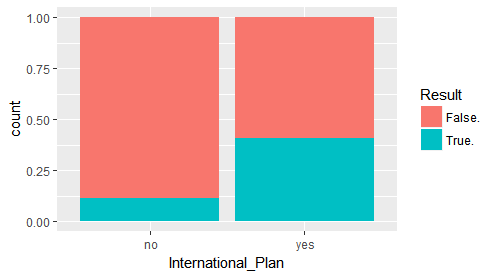 1.00
0.75
0.50
0.25
0.00
count
no yes
International_Plan
Result
False.
True.